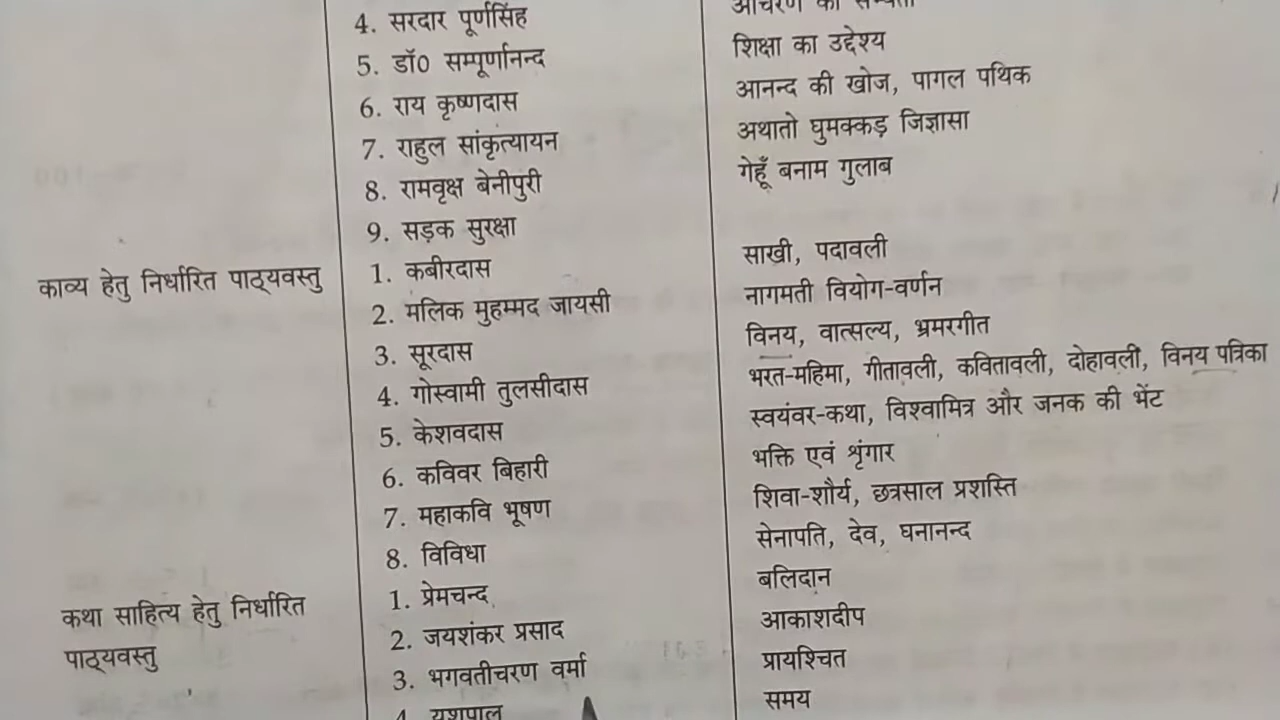 4. सरदार पूर्णसिंह आचरण की सभ्यता
5. डॉ0 सम्पूर्णानन्द शिक्षा का उद्देश्य
6. राय कृष्णदास आनन्द की खोज, पागल पथिक
7. राहुल सांकृत्यायन अथातो घुमक्कड़ जिज्ञासा
8. रामवृक्ष बेनीपुरी गेहूँ बनाम गुलाब
9. सड़क सुरक्षा
काव्य हेतु निर्धारित पाठ्यवस्तु 1. कबीरदास साखी, पदावली
2. मलिक मुहम्मद जायसी नागमती वियोग-वर्णन
3. सूरदास विनय, वात्सल्य, भ्रमरगीत
4. गोस्वामी तुलसीदास भरत-महिमा, गीतावली, कवितावली, दोहावली, विनय पत्रिका
5. केशवदास स्वयंवर-कथा, विश्वामित्र और जनक की भेंट
6. कविवर बिहारी भक्ति एवं शृंगार
7. महाकवि भूषण शिवा-शौर्य, छत्रसाल प्रशस्ति
8. विविधा सेनापति, देव, घनानन्द
कथा साहित्य हेतु निर्धारित 1. प्रेमचन्द बलिदान
पाठ्यवस्तु 2. जयशंकर प्रसाद आकाशदीप
3. भगवतीचरण वर्मा प्रायश्चित
4. यशपाल समय